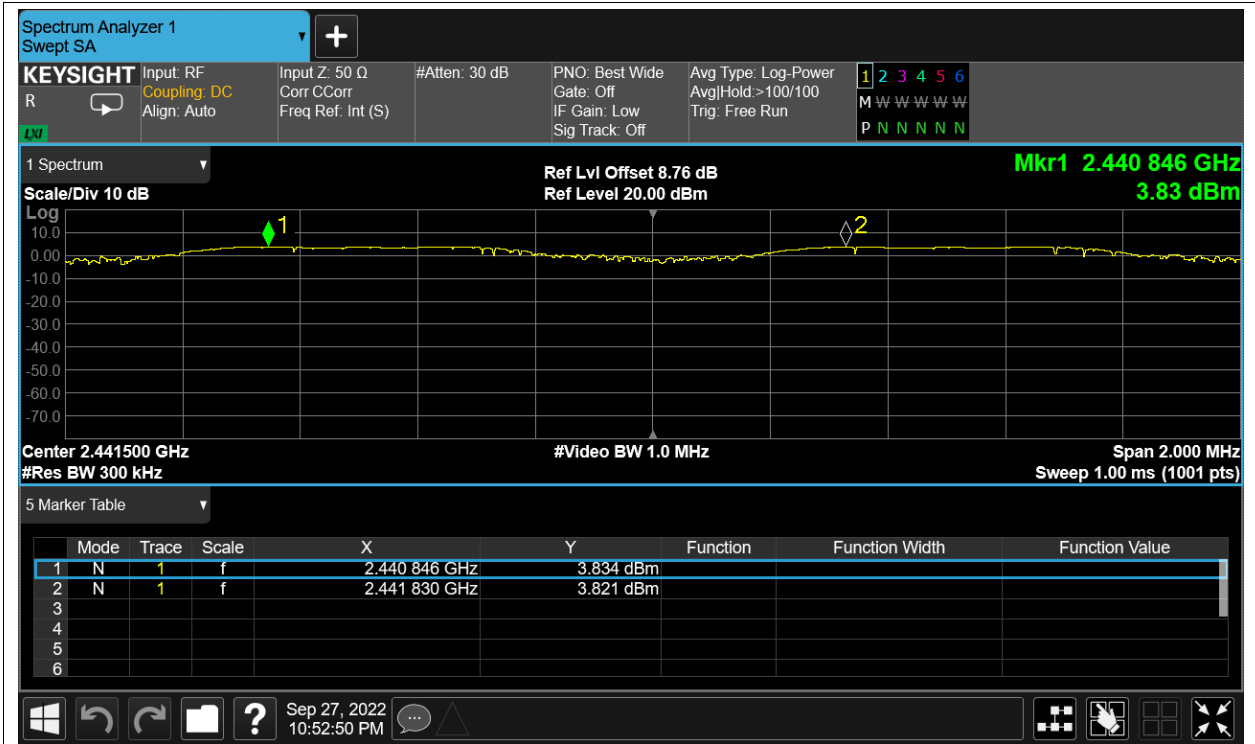 Spectrum Analyzer 1
Swept SA
+
KEYSIGHT
R
LXI
Input: RF
Coupling: DC
Align: Auto
Input Z: 50 Ω
Corr CCorr
Freq Ref: Int (S)
#Atten: 30 dB
PNO: Best Wide
Gate: Off
IF Gain: Low
Sig Track: Off
Avg Type: Log-Power
Avg|Hold:>100/100
Trig: Free Run
1 2 3 4 5 6
M W W W W W
P N N N N N
1 Spectrum
Scale/Div 10 dB
Ref Lvl Offset 8.76 dB
Ref Level 20.00 dBm
Mkr1 2.440 846 GHz
3.83 dBm
Log
10.0
0.00
-10.0
-20.0
-30.0
-40.0
-50.0
-60.0
-70.0
1
2
Center 2.441500 GHz
#Video BW 1.0 MHz
Span 2.000 MHz
#Res BW 300 kHz
Sweep 1.00 ms (1001 pts)
5 Marker Table
Mode Trace Scale X Y Function Function Width Function Value
1 N 1 f 2.440 846 GHz 3.834 dBm
2 N 1 f 2.441 830 GHz 3.821 dBm
3
4
5
6
?
Sep 27, 2022
10:52:50 PM